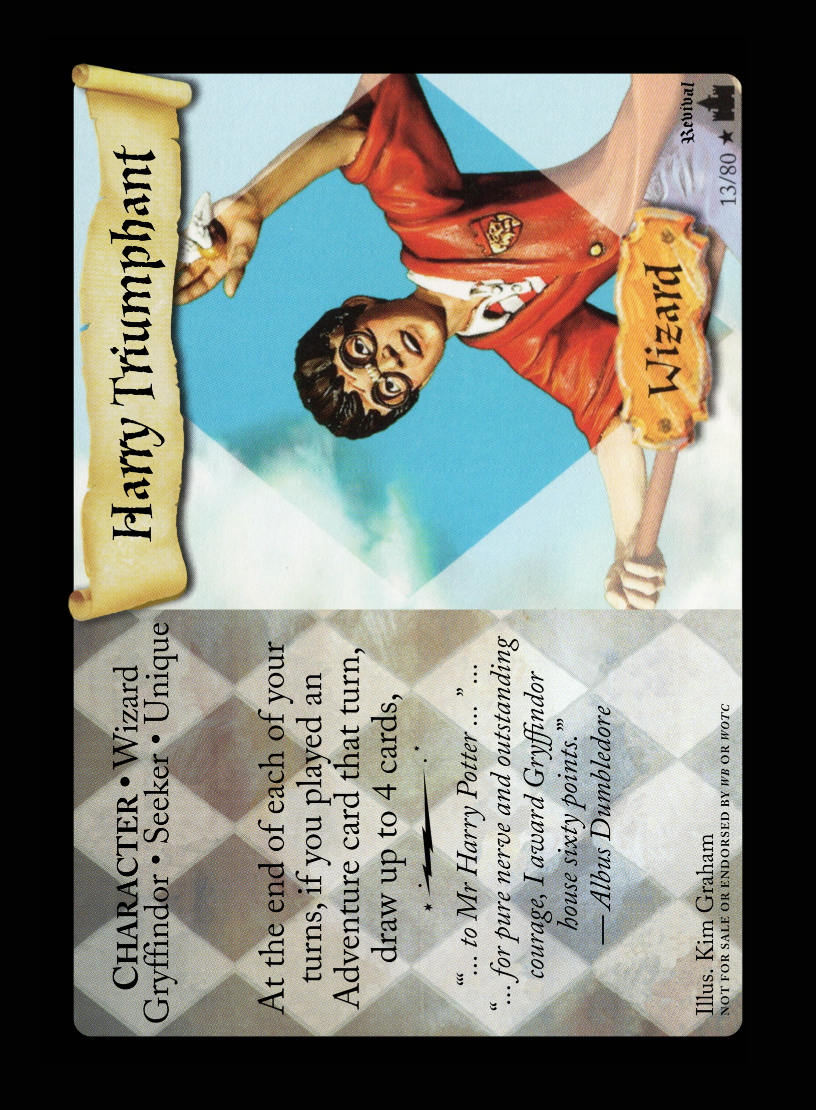 Harry Triumphant
Wizard
Revival
13/80 ★
CHARACTER • Wizard
Gryffindor • Seeker • Unique
At the end of each of your
turns, if you played an
Adventure card that turn,
draw up to 4 cards,
“‘ ... to Mr Harry Potter ... ” ...
“ ... for pure nerve and outstanding
courage, I award Gryffindor
house sixty points.’”
— Albus Dumbledore
Illus. Kim Graham
NOT FOR SALE OR ENDORSED BY WB OR WOTC